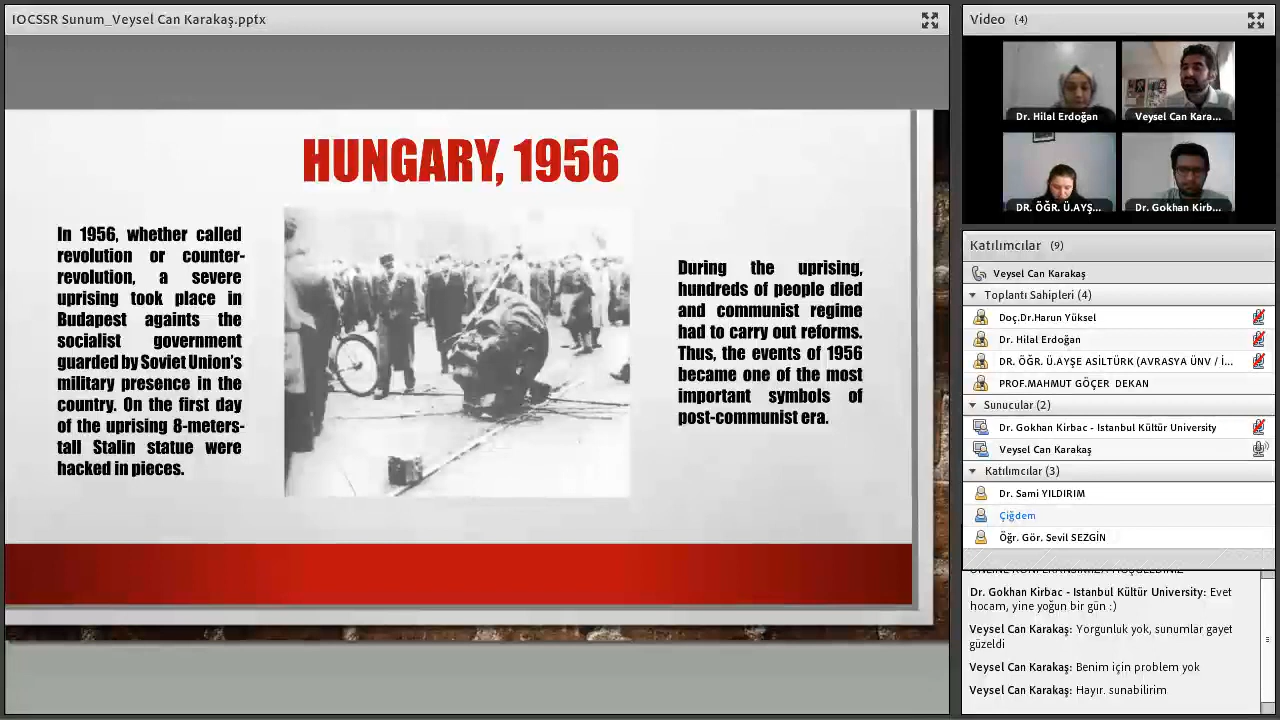 IOCSSR Sunum_Veysel Can Karakaş.pptx
HUNGARY, 1956
In 1956, whether called
revolution or counter-
revolution, a severe
uprising took place in
Budapest againts the
socialist government
guarded by Soviet Union's
military presence in the
country. On the first day
of the uprising 8-meters-
tall Stalin statue were
hacked in pieces.
During the uprising,
hundreds of people died
and communist regime
had to carry out reforms.
Thus, the events of 1956
became one of the most
important symbols of
post-communist era.
Video (4)
Dr. Hilal Erdoğan
Veysel Can Kara...
DR. ÖĞR. Ü.AYŞ...
Dr. Gokhan Kirb...
Katılımcılar (9)
Veysel Can Karakaş
Toplantı Sahipleri (4)
Doç.Dr.Harun Yüksel
Dr. Hilal Erdoğan
DR. ÖĞR. Ü.AYŞE ASİLTÜRK (AVRASYA ÜNV / İ...
PROF.MAHMUT GÖÇER DEKAN
Sunucular (2)
Dr. Gokhan Kirbac - Istanbul Kültür University
Veysel Can Karakaş
Katılımcılar (3)
Dr. Sami YILDIRIM
Çiğdem
Öğr. Gör. Sevil SEZGİN
ONLINE KONFERANSIMIZA HOŞGELDİNİZ
Dr. Gokhan Kirbac - Istanbul Kültür University: Evet
hocam, yine yoğun bir gün :)
Veysel Can Karakaş: Yorgunluk yok, sunumlar gayet
güzeldi
Veysel Can Karakaş: Benim için problem yok
Veysel Can Karakaş: Hayır. sunabilirim